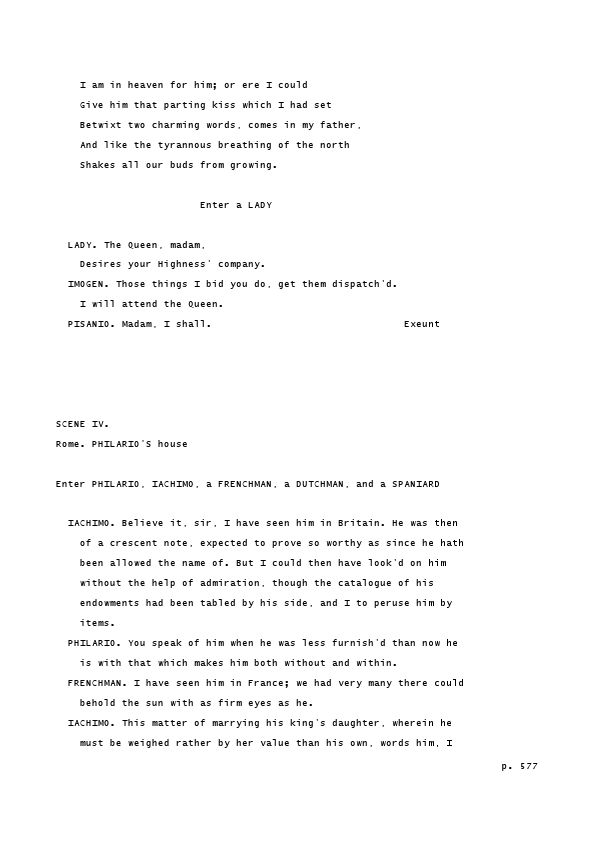 I am in heaven for him; or ere I could
Give him that parting kiss which I had set
Betwixt two charming words, comes in my father,
And like the tyrannous breathing of the north
Shakes all our buds from growing.
Enter a LADY
LADY. The Queen, madam,
Desires your Highness' company.
IMOGEN. Those things I bid you do, get them dispatch'd.
I will attend the Queen.
PISANIO. Madam, I shall. Exeunt
SCENE IV.
Rome. PHILARIO'S house
Enter PHILARIO, IACHIMO, a FRENCHMAN, a DUTCHMAN, and a SPANIARD
IACHIMO. Believe it, sir, I have seen him in Britain. He was then
of a crescent note, expected to prove so worthy as since he hath
been allowed the name of. But I could then have look'd on him
without the help of admiration, though the catalogue of his
endowments had been tabled by his side, and I to peruse him by
items.
PHILARIO. You speak of him when he was less furnish'd than now he
is with that which makes him both without and within.
FRENCHMAN. I have seen him in France; we had very many there could
behold the sun with as firm eyes as he.
IACHIMO. This matter of marrying his king's daughter, wherein he
must be weighed rather by her value than his own, words him, I
p. 577